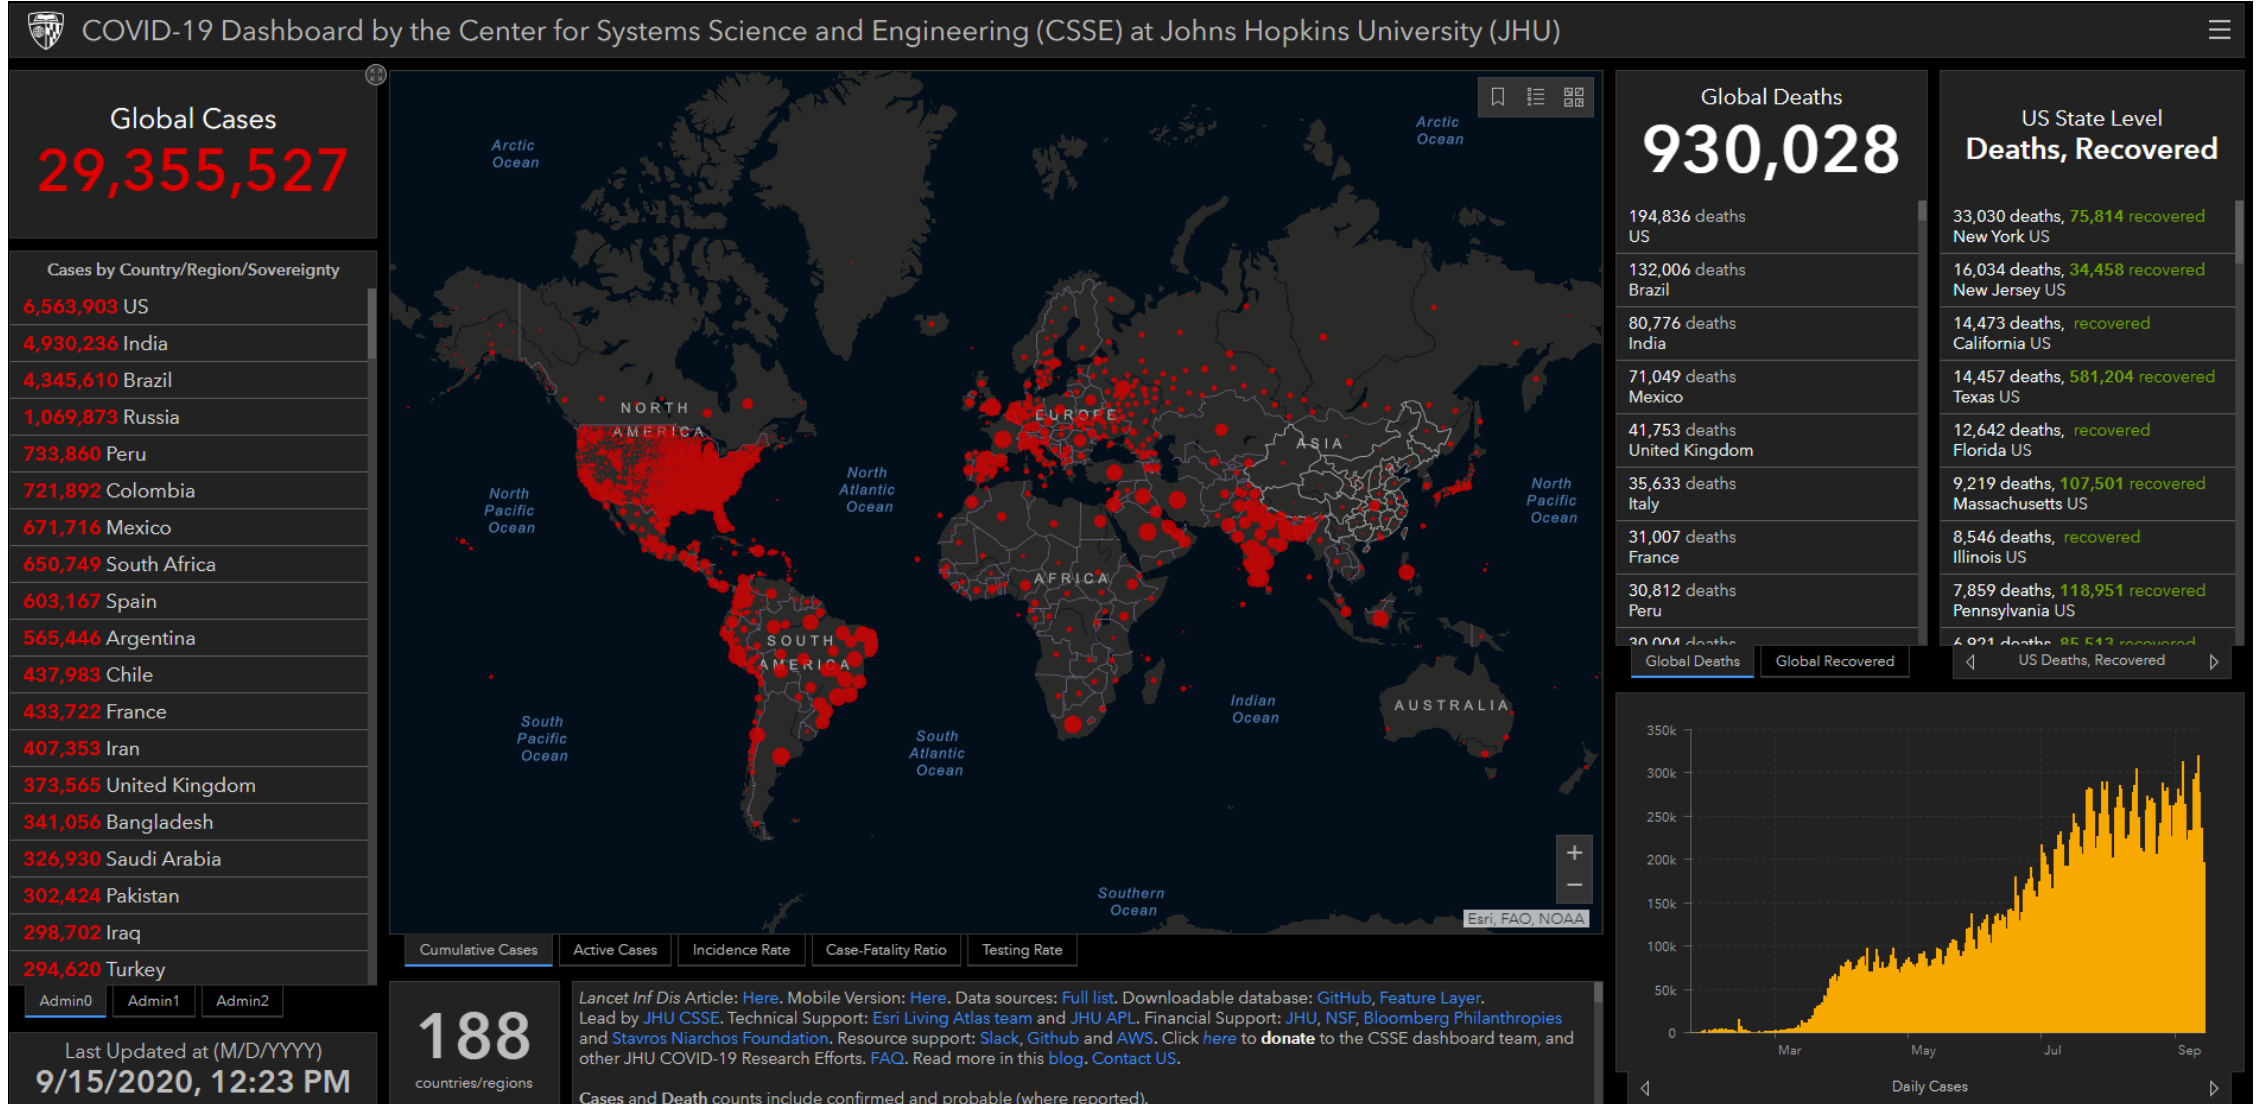 COVID-19 Dashboard by the Center for Systems Science and Engineering (CSSE) at Johns Hopkins University (JHU)
Global Cases
29,355,527
Cases by Country/Region/Sovereignty
6,563,903 US
4,930,236 India
4,345,610 Brazil
1,069,873 Russia
733,860 Peru
721,892 Colombia
671,716 Mexico
650,749 South Africa
603,167 Spain
565,446 Argentina
437,983 Chile
433,722 France
407,353 Iran
373,565 United Kingdom
341,056 Bangladesh
326,930 Saudi Arabia
302,424 Pakistan
298,702 Iraq
294,620 Turkey
Admin0
Admin1
Admin2
Last Updated at (M/D/YYYY)
9/15/2020, 12:23 PM
Arctic
Ocean
Arctic
Ocean
NORTH
AMERICA
EUROPE
ASIA
North
Pacific
Ocean
North
Atlantic
Ocean
North
Pacific
Ocean
AFRICA
SOUTH
AMERICA
AUSTRALIA
Indian
Ocean
South
Pacific
Ocean
South
Atlantic
Ocean
Southern
Ocean
+
−
Esri, FAO, NOAA
Cumulative Cases
Active Cases
Incidence Rate
Case-Fatality Ratio
Testing Rate
188
countries/regions
Lancet Inf Dis Article: Here. Mobile Version: Here. Data sources: Full list. Downloadable database: GitHub, Feature Layer.
Lead by JHU CSSE. Technical Support: Esri Living Atlas team and JHU APL. Financial Support: JHU, NSF, Bloomberg Philanthropies
and Stavros Niarchos Foundation. Resource support: Slack, Github and AWS. Click here to donate to the CSSE dashboard team, and
other JHU COVID-19 Research Efforts. FAQ. Read more in this blog. Contact US.
Cases and Death counts include confirmed and probable (where reported).
Global Deaths
930,028
194,836 deaths
US
132,006 deaths
Brazil
80,776 deaths
India
71,049 deaths
Mexico
41,753 deaths
United Kingdom
35,633 deaths
Italy
31,007 deaths
France
30,812 deaths
Peru
30,004 deaths
Global Deaths
Global Recovered
US State Level
Deaths, Recovered
33,030 deaths, 75,814 recovered
New York US
16,034 deaths, 34,458 recovered
New Jersey US
14,473 deaths, recovered
California US
14,457 deaths, 581,204 recovered
Texas US
12,642 deaths, recovered
Florida US
9,219 deaths, 107,501 recovered
Massachusetts US
8,546 deaths, recovered
Illinois US
7,859 deaths, 118,951 recovered
Pennsylvania US
6,921 deaths, 85,513 recovered
US Deaths, Recovered
350k
300k
250k
200k
150k
100k
50k
0
Mar
May
Jul
Sep
Daily Cases